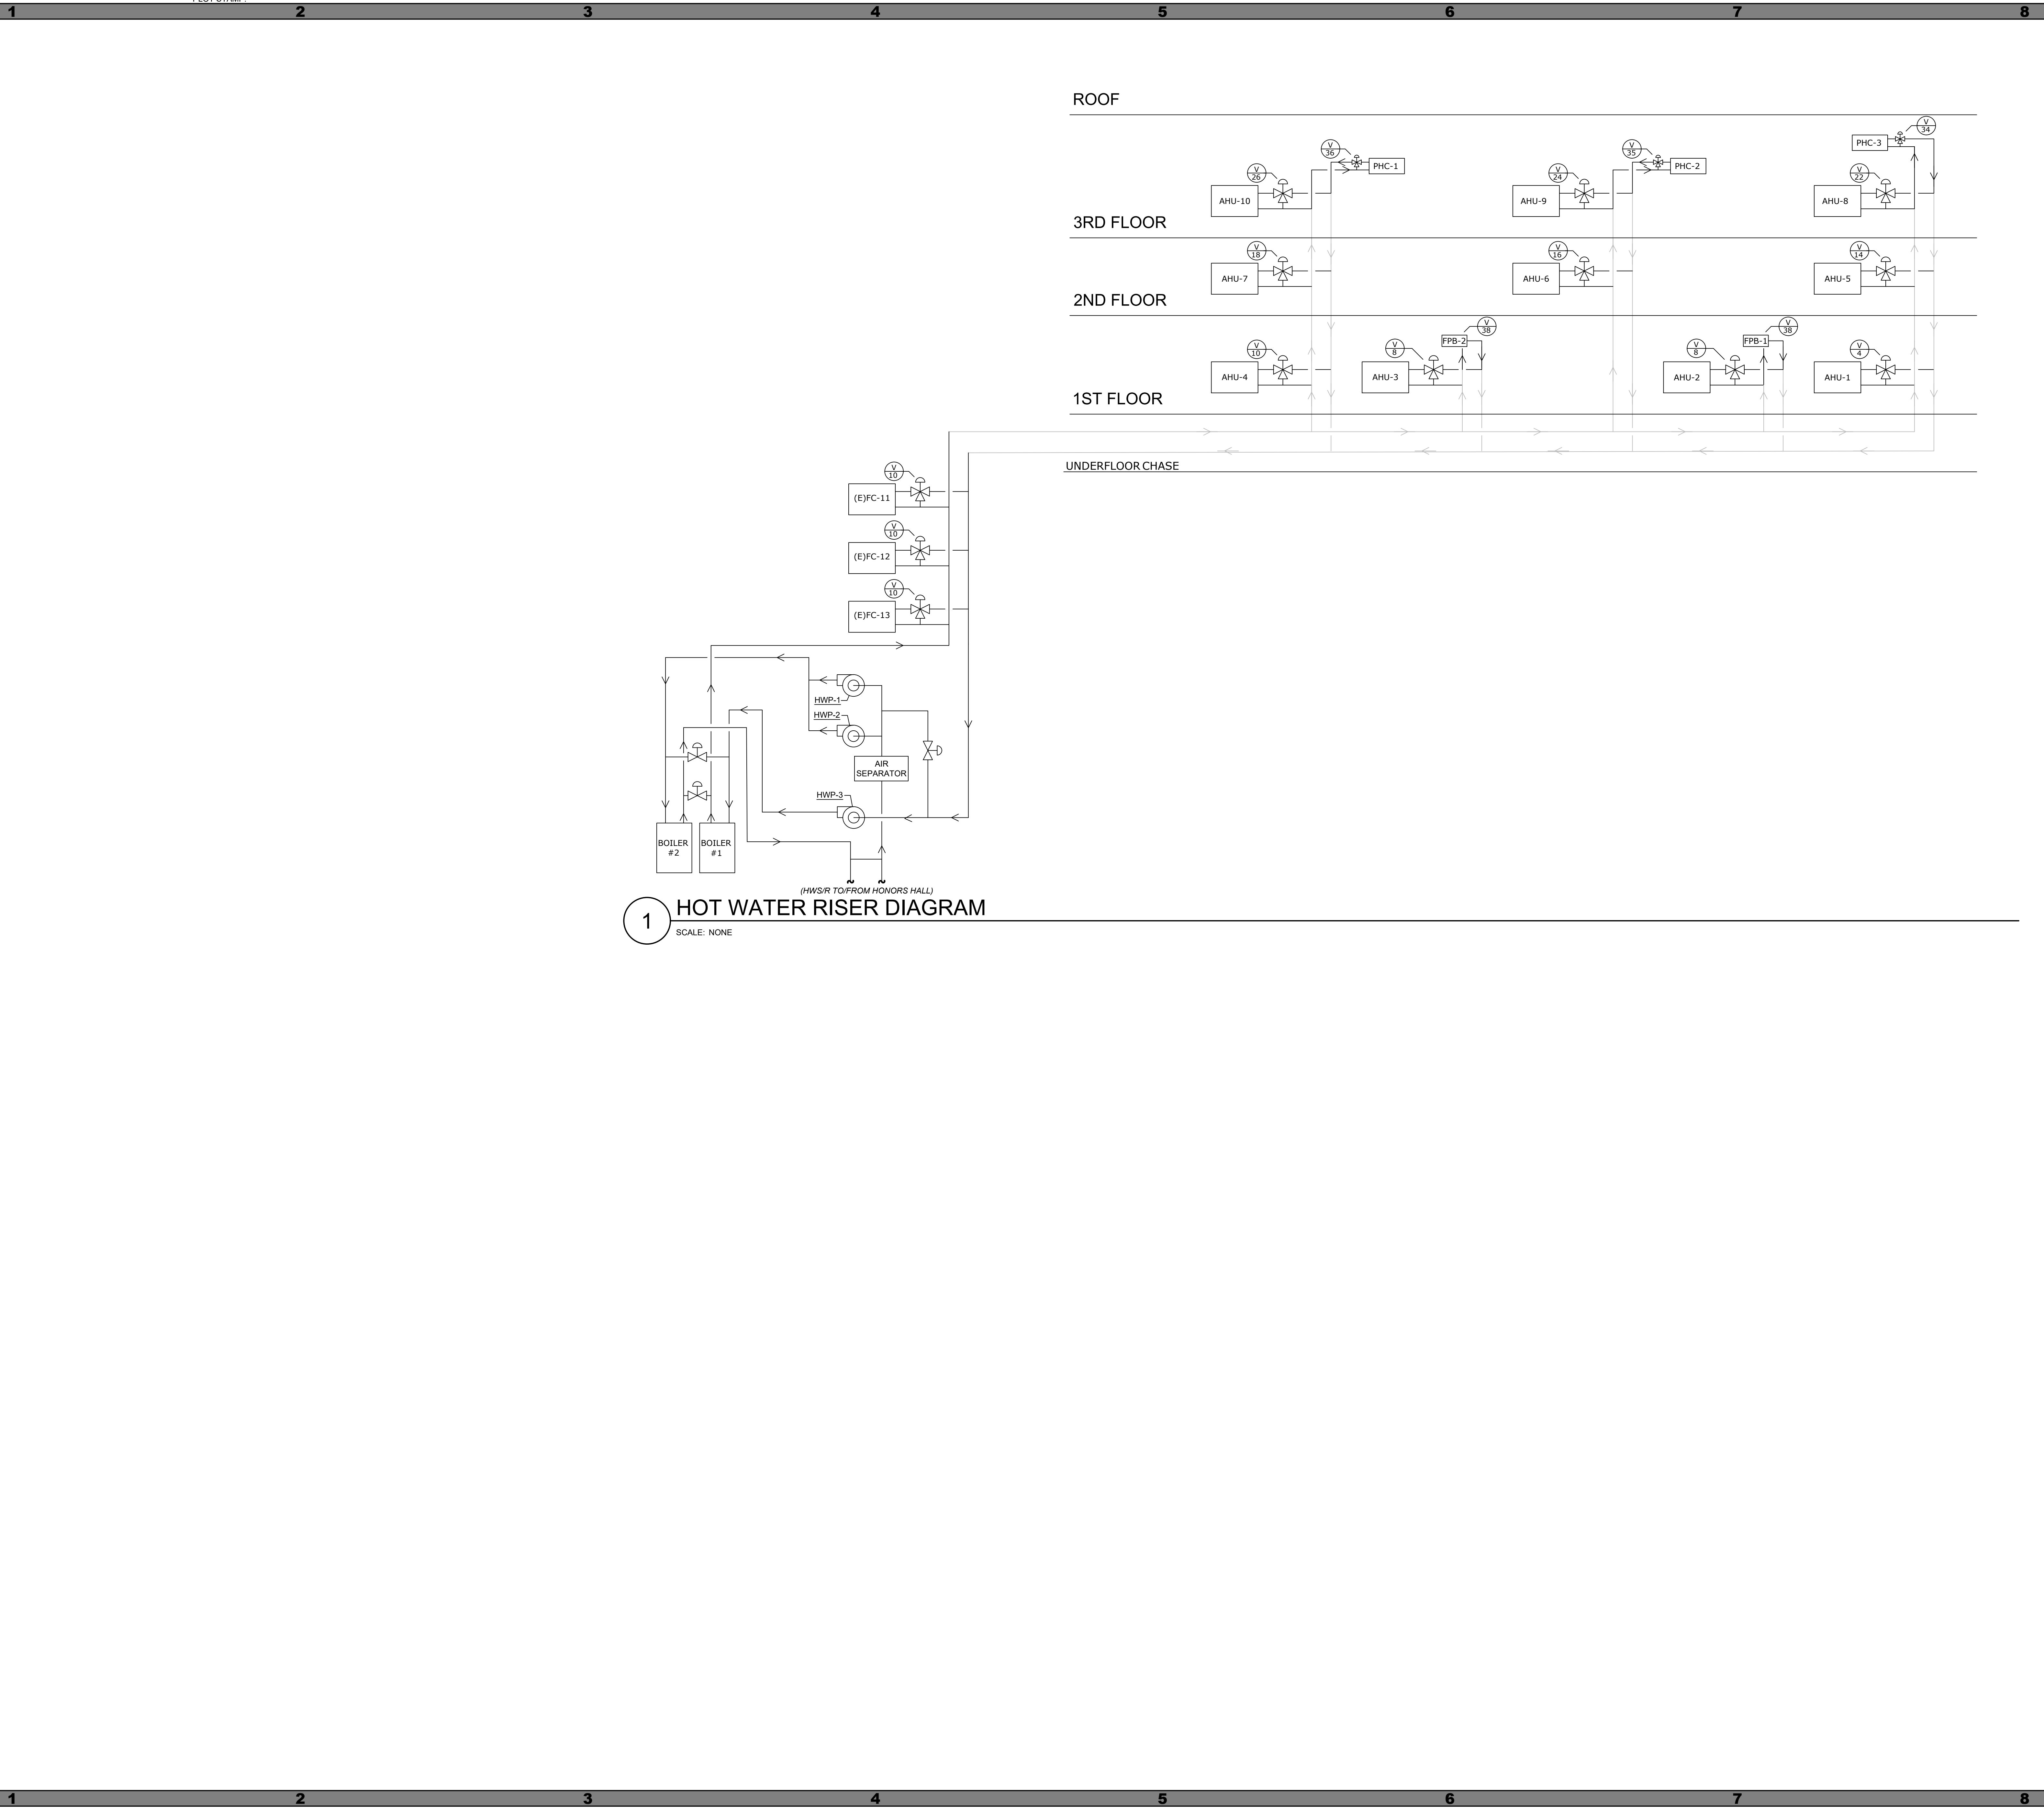 1 2 3 4 5 6 7 8
ROOF
V
34
PHC-3
V
36
PHC-1
V
35
PHC-2
V
26
AHU-10
V
24
AHU-9
V
22
AHU-8
3RD FLOOR
V
18
AHU-7
V
16
AHU-6
V
14
AHU-5
2ND FLOOR
V
10
AHU-4
V
8
AHU-3
FPB-2
V
38
V
8
AHU-2
FPB-1
V
38
V
4
AHU-1
1ST FLOOR
UNDERFLOOR CHASE
V
10
(E)FC-11
V
10
(E)FC-12
V
10
(E)FC-13
HWP-1
HWP-2
AIR
SEPARATOR
HWP-3
BOILER
#2
BOILER
#1
(HWS/R TO/FROM HONORS HALL)
1
HOT WATER RISER DIAGRAM
SCALE: NONE
1 2 3 4 5 6 7 8